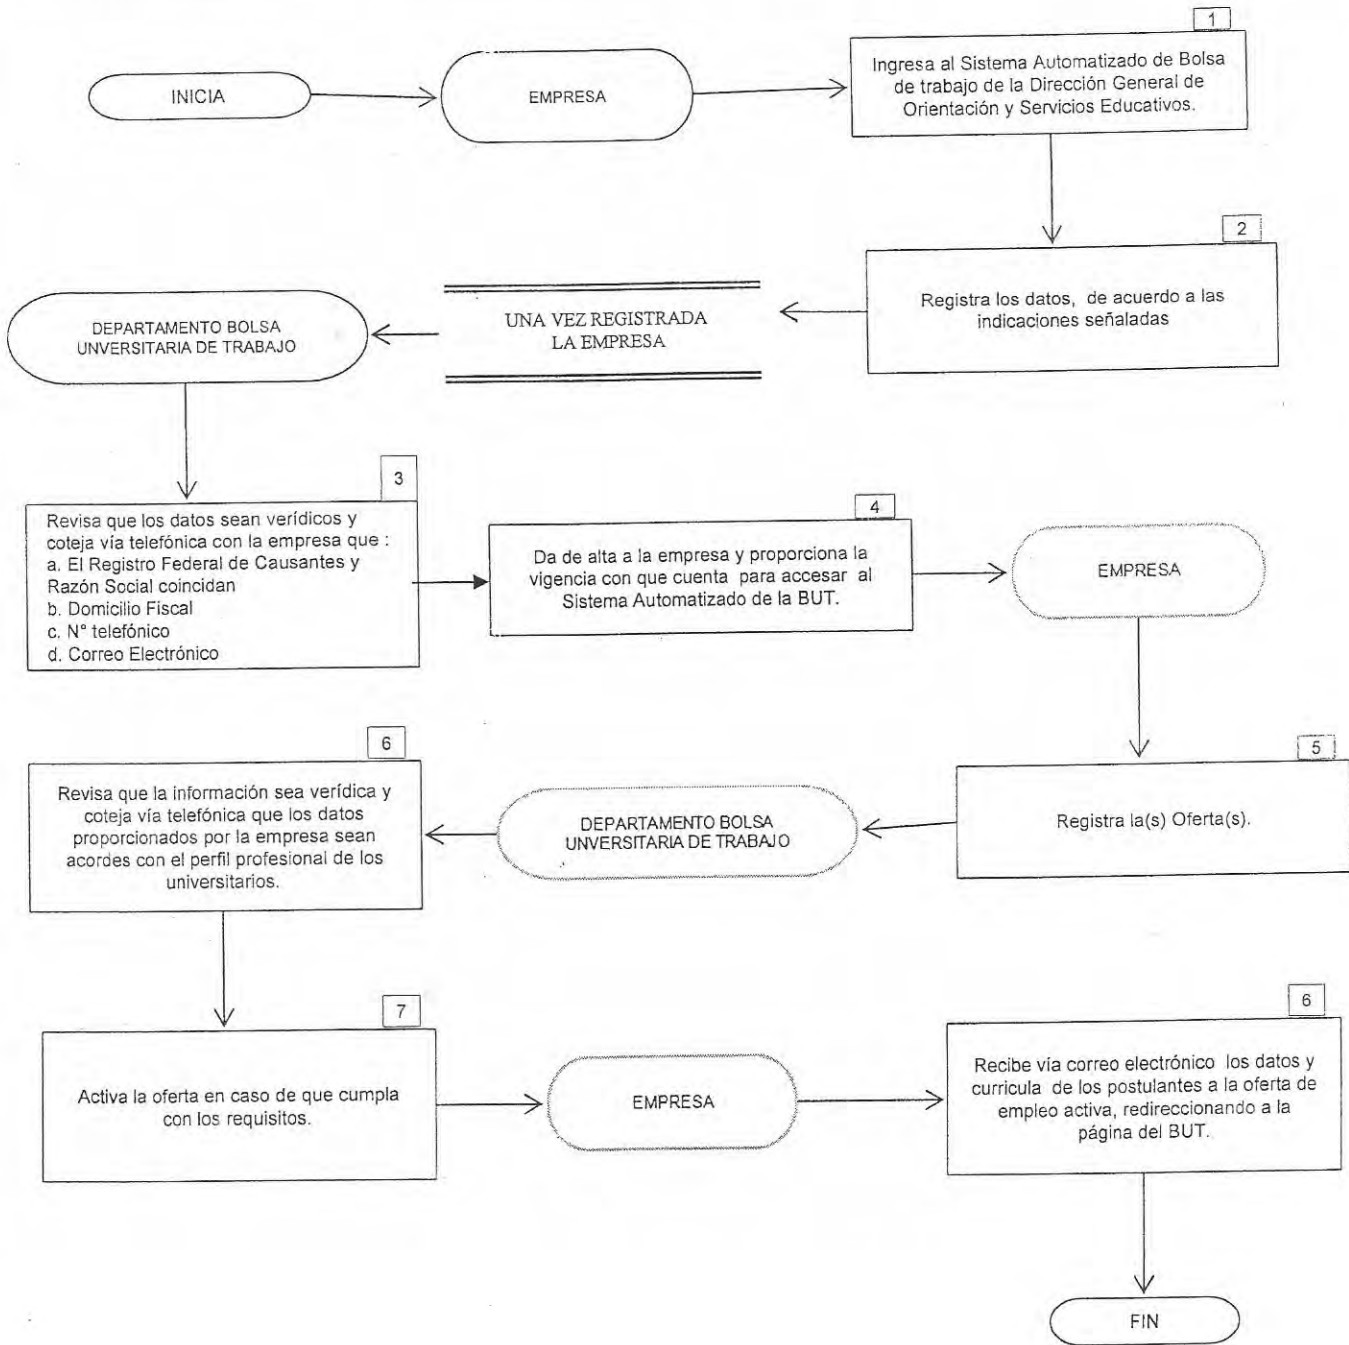 INICIA
EMPRESA
1
Ingresa al Sistema Automatizado de Bolsa
de trabajo de la Dirección General de
Orientación y Servicios Educativos.
2
Registra los datos, de acuerdo a las
indicaciones señaladas
UNA VEZ REGISTRADA
LA EMPRESA
DEPARTAMENTO BOLSA
UNVERSITARIA DE TRABAJO
3
Revisa que los datos sean verídicos y
coteja vía telefónica con la empresa que :
a. El Registro Federal de Causantes y
Razón Social coincidan
b. Domicilio Fiscal
c. N° telefónico
d. Correo Electrónico
4
Da de alta a la empresa y proporciona la
vigencia con que cuenta para accesar al
Sistema Automatizado de la BUT.
EMPRESA
5
Registra la(s) Oferta(s).
DEPARTAMENTO BOLSA
UNVERSITARIA DE TRABAJO
6
Revisa que la información sea verídica y
coteja vía telefónica que los datos
proporcionados por la empresa sean
acordes con el perfil profesional de los
universitarios.
7
Activa la oferta en caso de que cumpla
con los requisitos.
EMPRESA
6
Recibe vía correo electrónico los datos y
curricula de los postulantes a la oferta de
empleo activa, redireccionando a la
página del BUT.
FIN